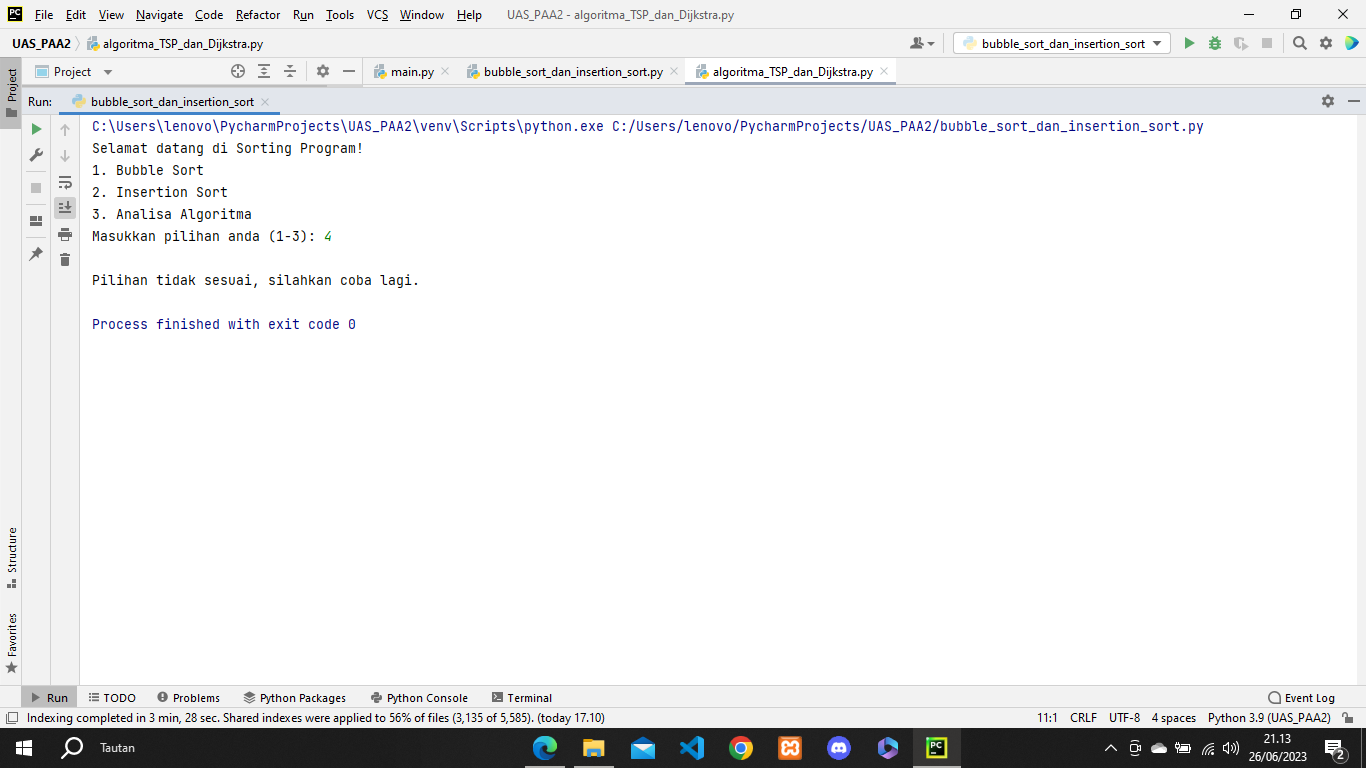 File Edit View Navigate Code Refactor Run Tools VCS Window Help UAS_PAA2 - algoritma_TSP_dan_Dijkstra.py
UAS_PAA2 algoritma_TSP_dan_Dijkstra.py bubble_sort_dan_insertion_sort
Project main.py bubble_sort_dan_insertion_sort.py algoritma_TSP_dan_Dijkstra.py
Project
Run: bubble_sort_dan_insertion_sort
C:\Users\lenovo\PycharmProjects\UAS_PAA2\venv\Scripts\python.exe C:/Users/lenovo/PycharmProjects/UAS_PAA2/bubble_sort_dan_insertion_sort.py
Selamat datang di Sorting Program!
1. Bubble Sort
2. Insertion Sort
3. Analisa Algoritma
Masukkan pilihan anda (1-3): 4
Pilihan tidak sesuai, silahkan coba lagi.
Process finished with exit code 0
Structure
Favorites
Run TODO Problems Python Packages Python Console Terminal Event Log
Indexing completed in 3 min, 28 sec. Shared indexes were applied to 56% of files (3,135 of 5,585). (today 17.10) 11:1 CRLF UTF-8 4 spaces Python 3.9 (UAS_PAA2)
Tautan PC 21.13
26/06/2023 2